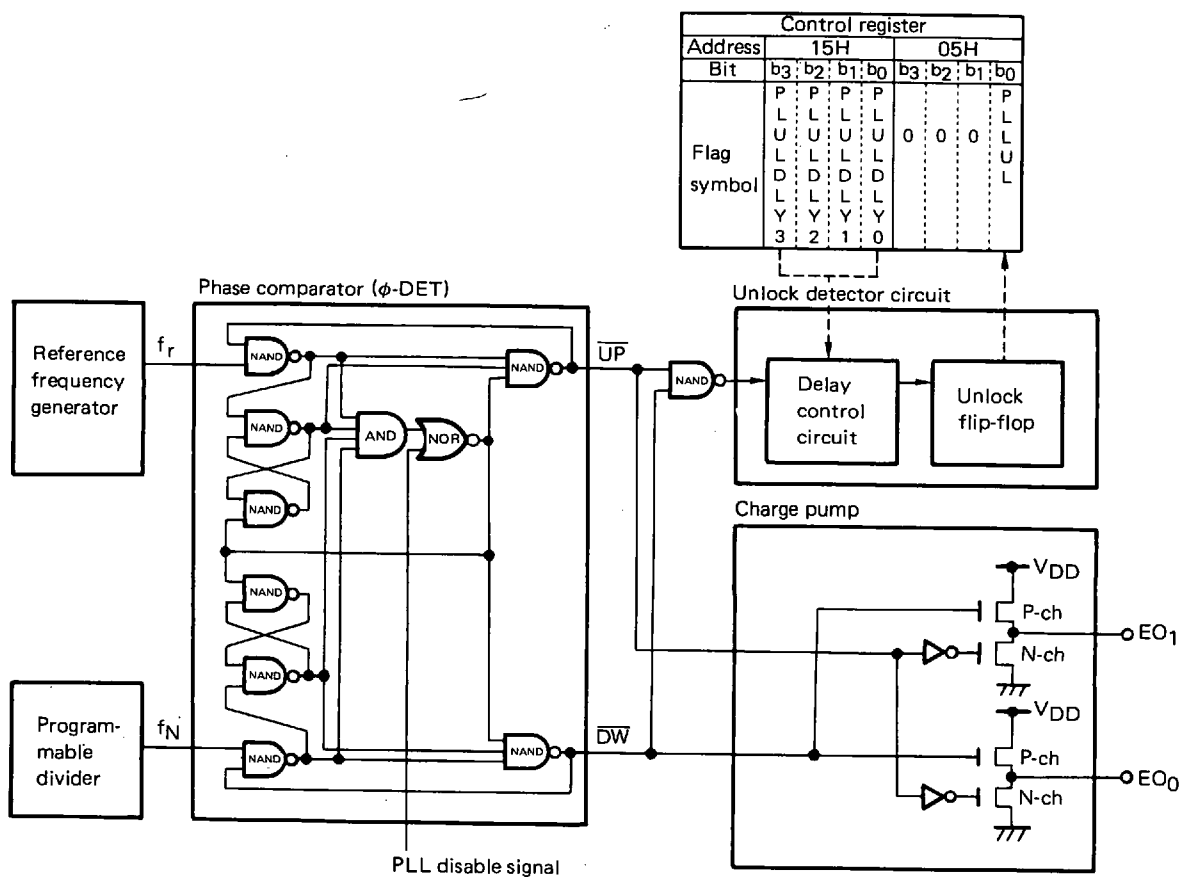 Control register
Address 15H 05H
Bit b3 b2 b1 b0 b3 b2 b1 b0
Flag symbol
PLULDLY3 PLULDLY2 PLULDLY1 PLULDLY0 0 0 0 PLLUL
Phase comparator (ϕ-DET)
Unlock detector circuit
Reference
frequency
generator
fr
NAND
NAND
UP
NAND
Delay
control
circuit
Unlock
flip-flop
NAND
AND
NOR
NAND
Charge pump
NAND
VDD
P-ch
EO1
N-ch
NAND
VDD
Program-
mable
divider
fN
NAND
NAND
DW
P-ch
EO0
N-ch
PLL disable signal